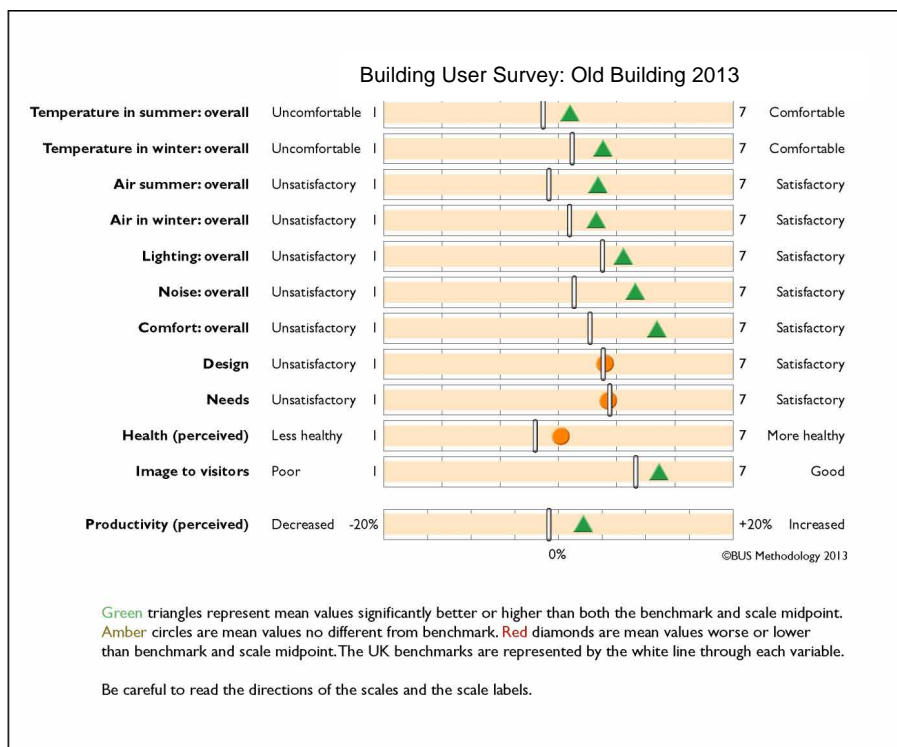 Building User Survey: Old Building 2013
Temperature in summer: overall Uncomfortable 1 7 Comfortable
Temperature in winter: overall Uncomfortable 1 7 Comfortable
Air summer: overall Unsatisfactory 1 7 Satisfactory
Air in winter: overall Unsatisfactory 1 7 Satisfactory
Lighting: overall Unsatisfactory 1 7 Satisfactory
Noise: overall Unsatisfactory 1 7 Satisfactory
Comfort: overall Unsatisfactory 1 7 Satisfactory
Design Unsatisfactory 1 7 Satisfactory
Needs Unsatisfactory 1 7 Satisfactory
Health (perceived) Less healthy 1 7 More healthy
Image to visitors Poor 1 7 Good
Productivity (perceived) Decreased -20% +20% Increased
0% ©BUS Methodology 2013
Green triangles represent mean values significantly better or higher than both the benchmark and scale midpoint.
Amber circles are mean values no different from benchmark. Red diamonds are mean values worse or lower
than benchmark and scale midpoint. The UK benchmarks are represented by the white line through each variable.
Be careful to read the directions of the scales and the scale labels.